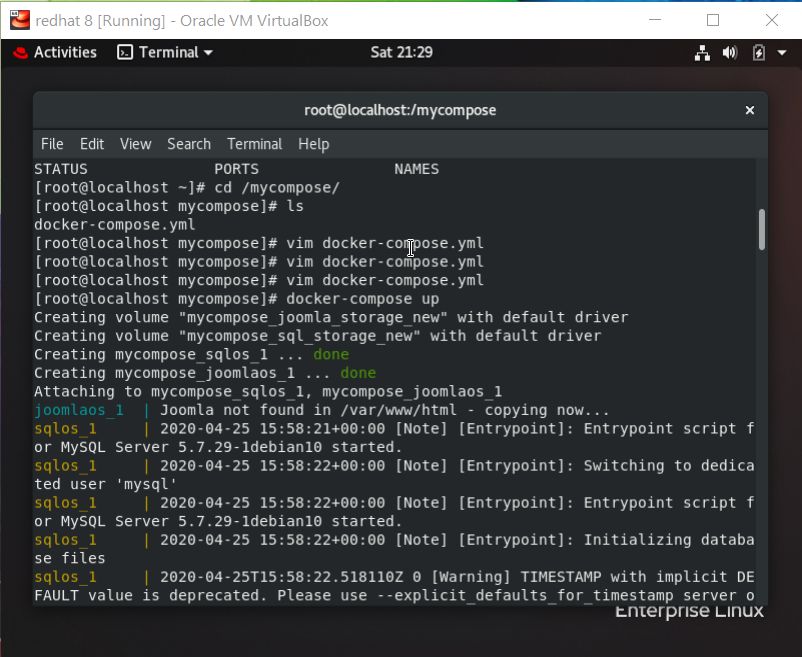 redhat 8 [Running] - Oracle VM VirtualBox
Activities Terminal Sat 21:29
root@localhost:/mycompose
File Edit View Search Terminal Help
STATUS PORTS NAMES
[root@localhost ~]# cd /mycompose/
[root@localhost mycompose]# ls
docker-compose.yml
[root@localhost mycompose]# vim docker-compose.yml
[root@localhost mycompose]# vim docker-compose.yml
[root@localhost mycompose]# vim docker-compose.yml
[root@localhost mycompose]# docker-compose up
Creating volume "mycompose_joomla_storage_new" with default driver
Creating volume "mycompose_sql_storage_new" with default driver
Creating mycompose_sqlos_1 ... done
Creating mycompose_joomlaos_1 ... done
Attaching to mycompose_sqlos_1, mycompose_joomlaos_1
joomlaos_1 | Joomla not found in /var/www/html - copying now...
sqlos_1 | 2020-04-25 15:58:21+00:00 [Note] [Entrypoint]: Entrypoint script f
or MySQL Server 5.7.29-1debian10 started.
sqlos_1 | 2020-04-25 15:58:22+00:00 [Note] [Entrypoint]: Switching to dedica
ted user 'mysql'
sqlos_1 | 2020-04-25 15:58:22+00:00 [Note] [Entrypoint]: Entrypoint script f
or MySQL Server 5.7.29-1debian10 started.
sqlos_1 | 2020-04-25 15:58:22+00:00 [Note] [Entrypoint]: Initializing databa
se files
sqlos_1 | 2020-04-25T15:58:22.518110Z 0 [Warning] TIMESTAMP with implicit DE
FAULT value is deprecated. Please use --explicit_defaults_for_timestamp server o
Enterprise Linux